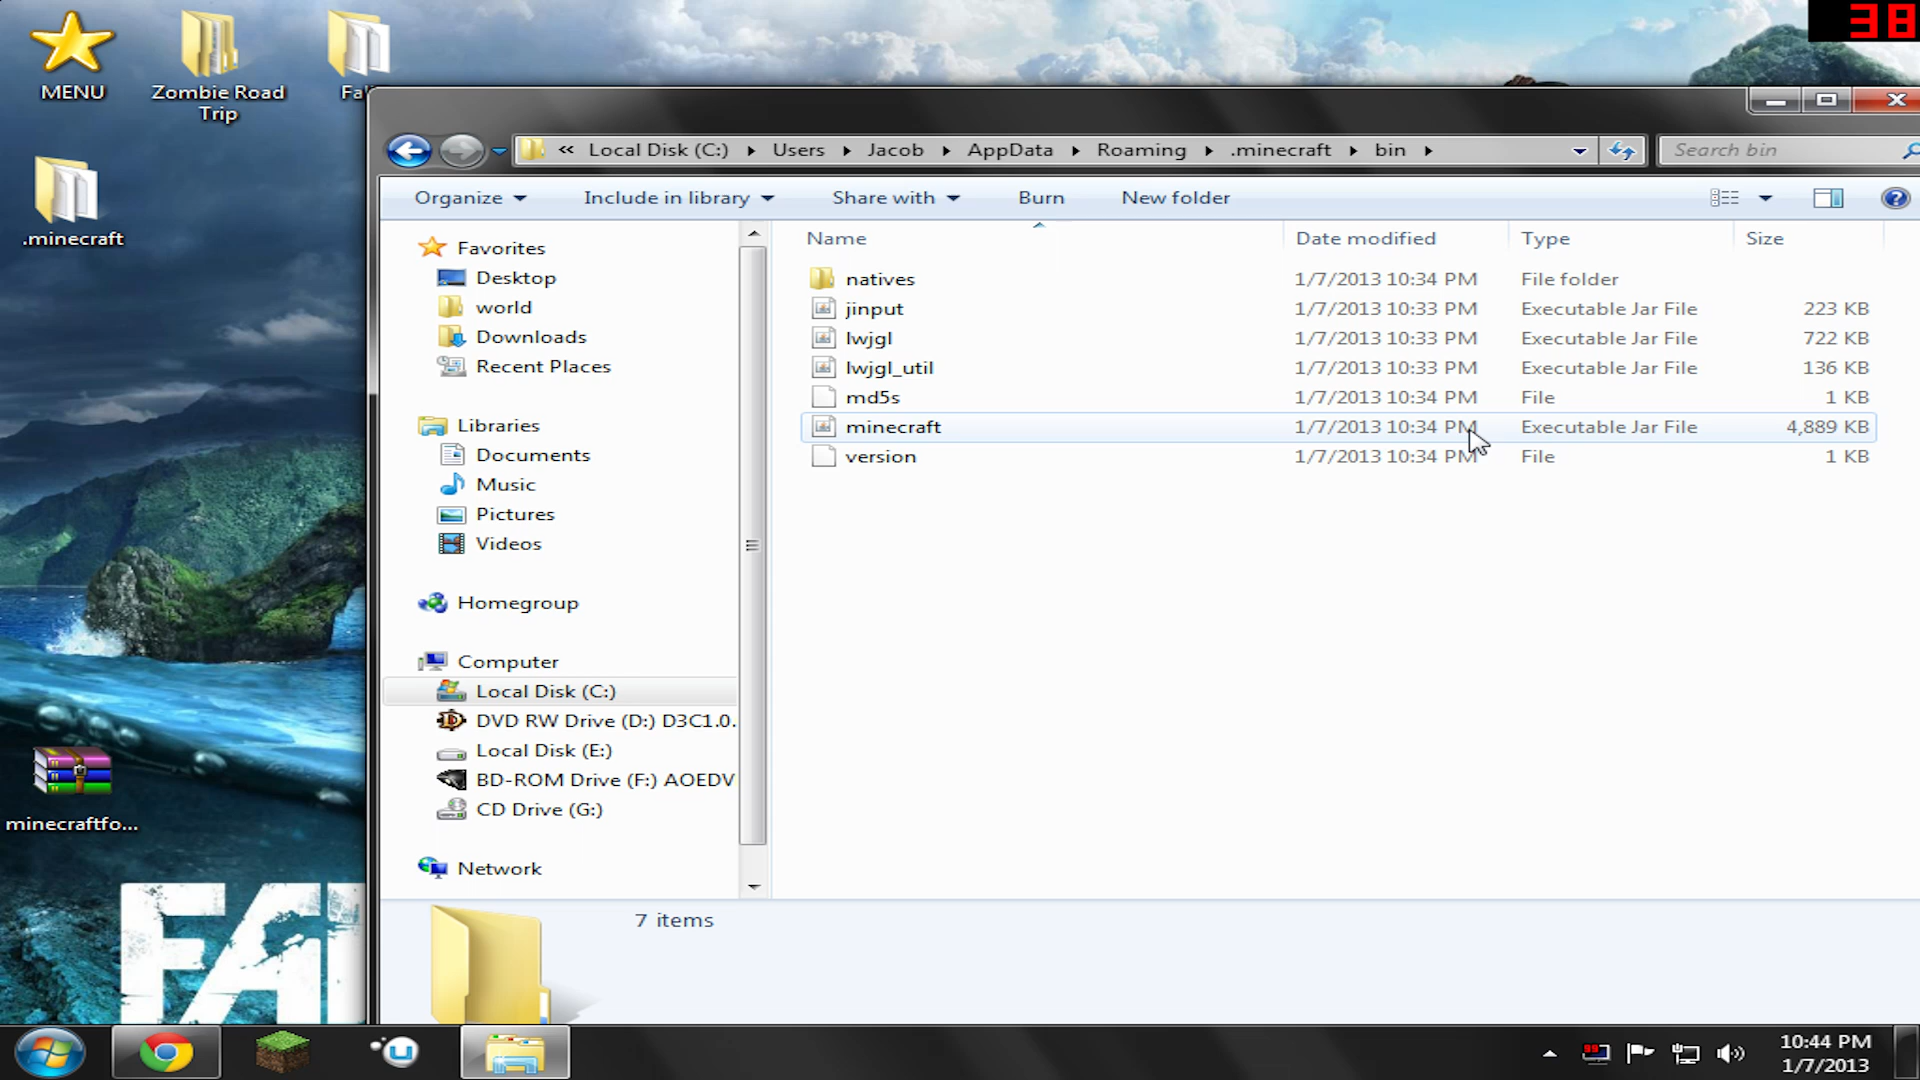 38
MENU
Zombie Road
Trip
Fal
.minecraft
minecraftfo...
« Local Disk (C:) Users Jacob AppData Roaming .minecraft bin
Search bin
Organize Include in library Share with Burn New folder
Name Date modified Type Size
natives 1/7/2013 10:34 PM File folder
jinput 1/7/2013 10:33 PM Executable Jar File 223 KB
lwjgl 1/7/2013 10:33 PM Executable Jar File 722 KB
lwjgl_util 1/7/2013 10:33 PM Executable Jar File 136 KB
md5s 1/7/2013 10:34 PM File 1 KB
minecraft 1/7/2013 10:34 PM Executable Jar File 4,889 KB
version 1/7/2013 10:34 PM File 1 KB
Favorites
Desktop
world
Downloads
Recent Places
Libraries
Documents
Music
Pictures
Videos
Homegroup
Computer
Local Disk (C:)
DVD RW Drive (D:) D3C1.0.
Local Disk (E:)
BD-ROM Drive (F:) AOEDV
CD Drive (G:)
Network
7 items
10:44 PM
1/7/2013